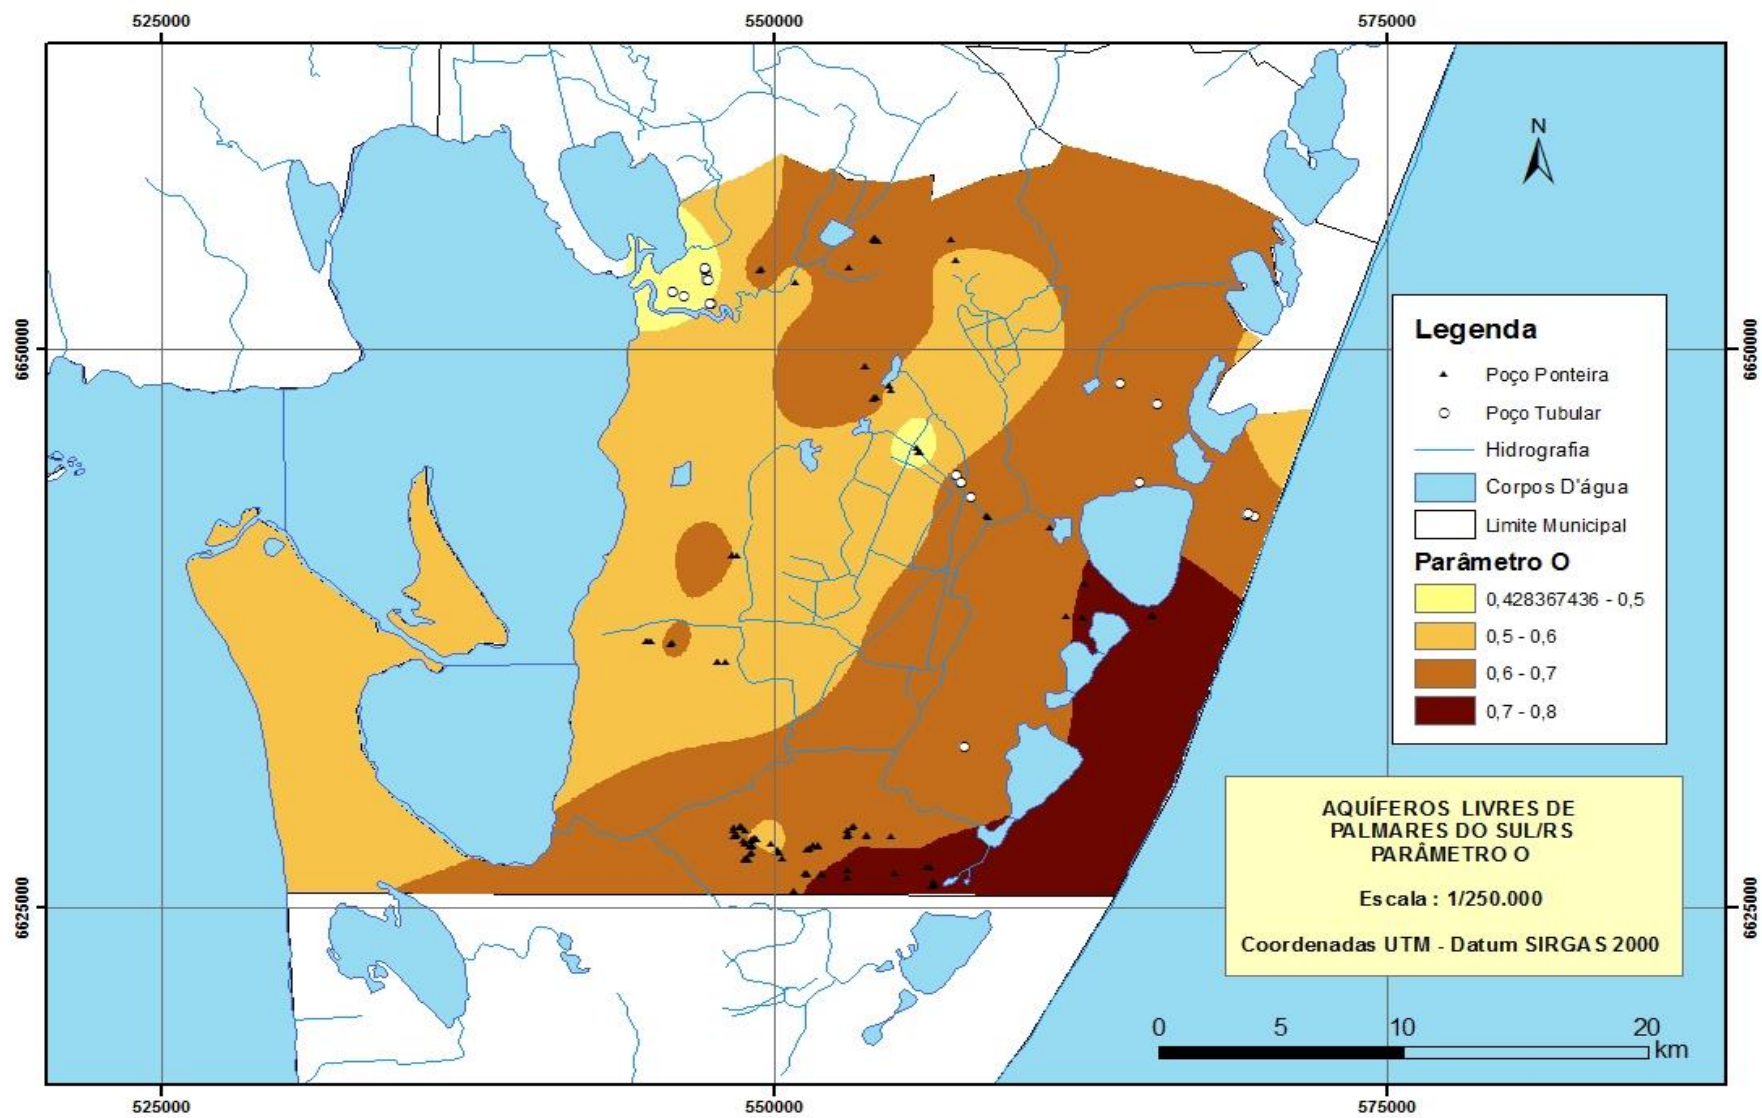 525000
550000
575000
6650000
6650000
N
Legenda
Poço Ponteira
Poço Tubular
Hidrografia
Corpos D'água
Limite Municipal
Parâmetro O
0,428367436 - 0,5
0,5 - 0,6
0,6 - 0,7
0,7 - 0,8
AQUÍFEROS LIVRES DE
PALMARES DO SUL/RS
PARÂMETRO O
Escala : 1/250.000
Coordenadas UTM - Datum SIRGAS 2000
6625000
6625000
0 5 10 20
km
525000
550000
575000